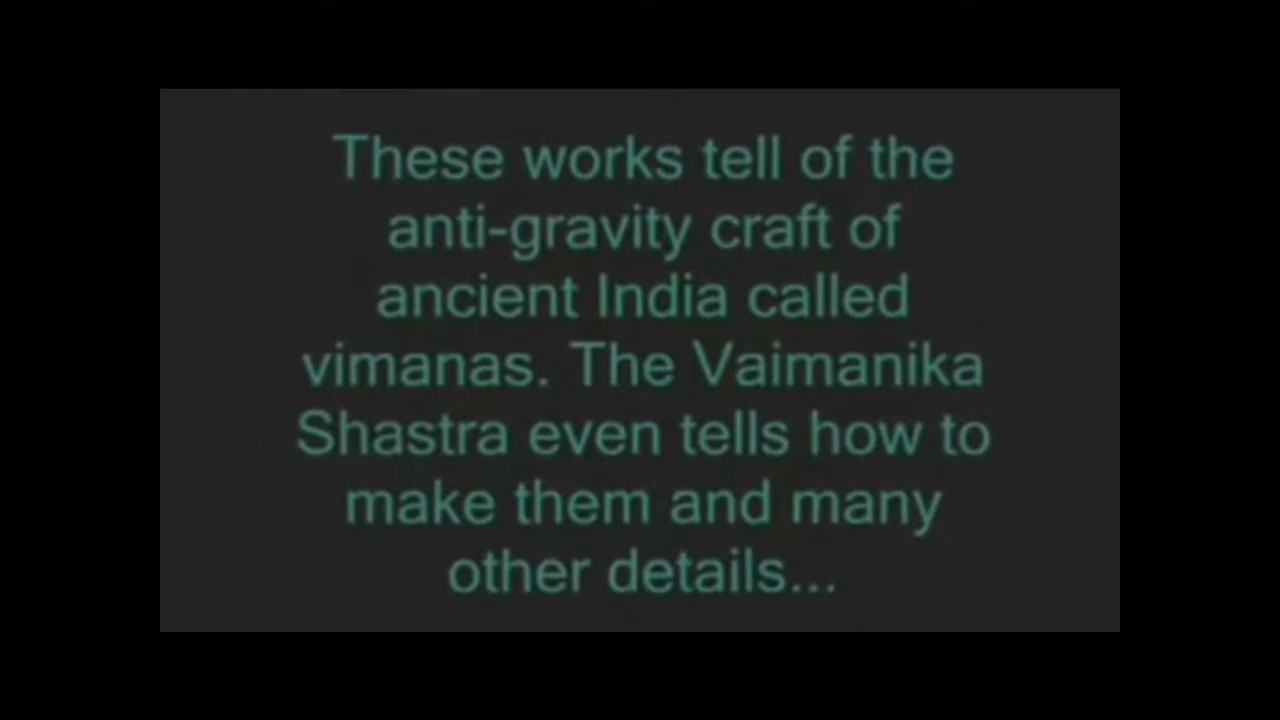 These works tell of the
anti-gravity craft of
ancient India called
vimanas. The Vaimanika
Shastra even tells how to
make them and many
other details...